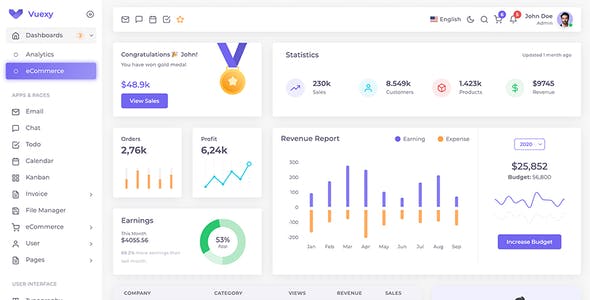 Vuexy
English
6
5
John Doe
Admin
Dashboards
3
Analytics
eCommerce
APPS & PAGES
Email
Chat
Todo
Calendar
Kanban
Invoice
File Manager
eCommerce
User
Pages
USER INTERFACE
Typography
Congratulations 🎉 John!
You have won gold medal
$48.9k
View Sales
Statistics
Updated 1 month ago
230k
Sales
8.549k
Customers
1.423k
Products
$9745
Revenue
Orders
2,76k
Profit
6,24k
Earnings
This Month
$4055.56
68.2% more earnings than
last month.
53%
Revenue Report
Earning
Expense
300
250
200
150
100
50
0
-100
-200
Jan
Feb
Mar
Apr
May
Jun
Jul
Aug
Sep
2020
$25,852
Budget: 56,800
Increase Budget
COMPANY
CATEGORY
VIEWS
REVENUE
SALES